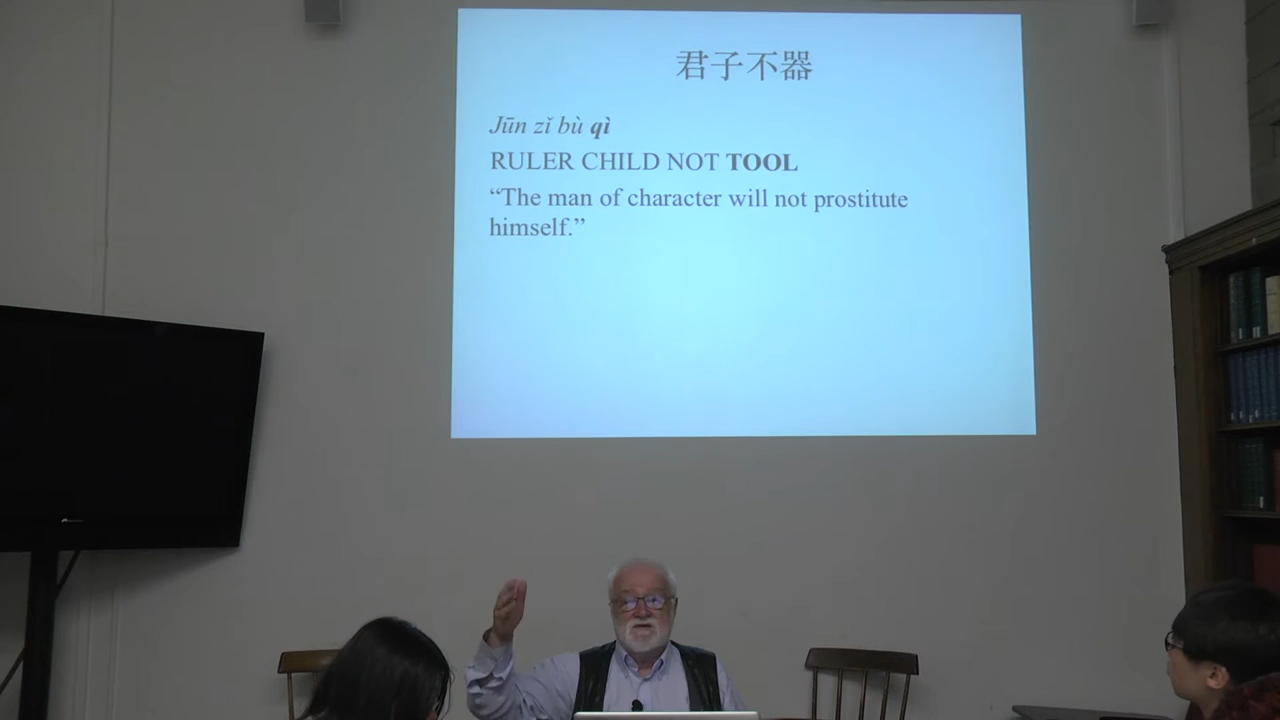 君子不器
Jūn zǐ bù qì
RULER CHILD NOT TOOL
“The man of character will not prostitute
himself.”